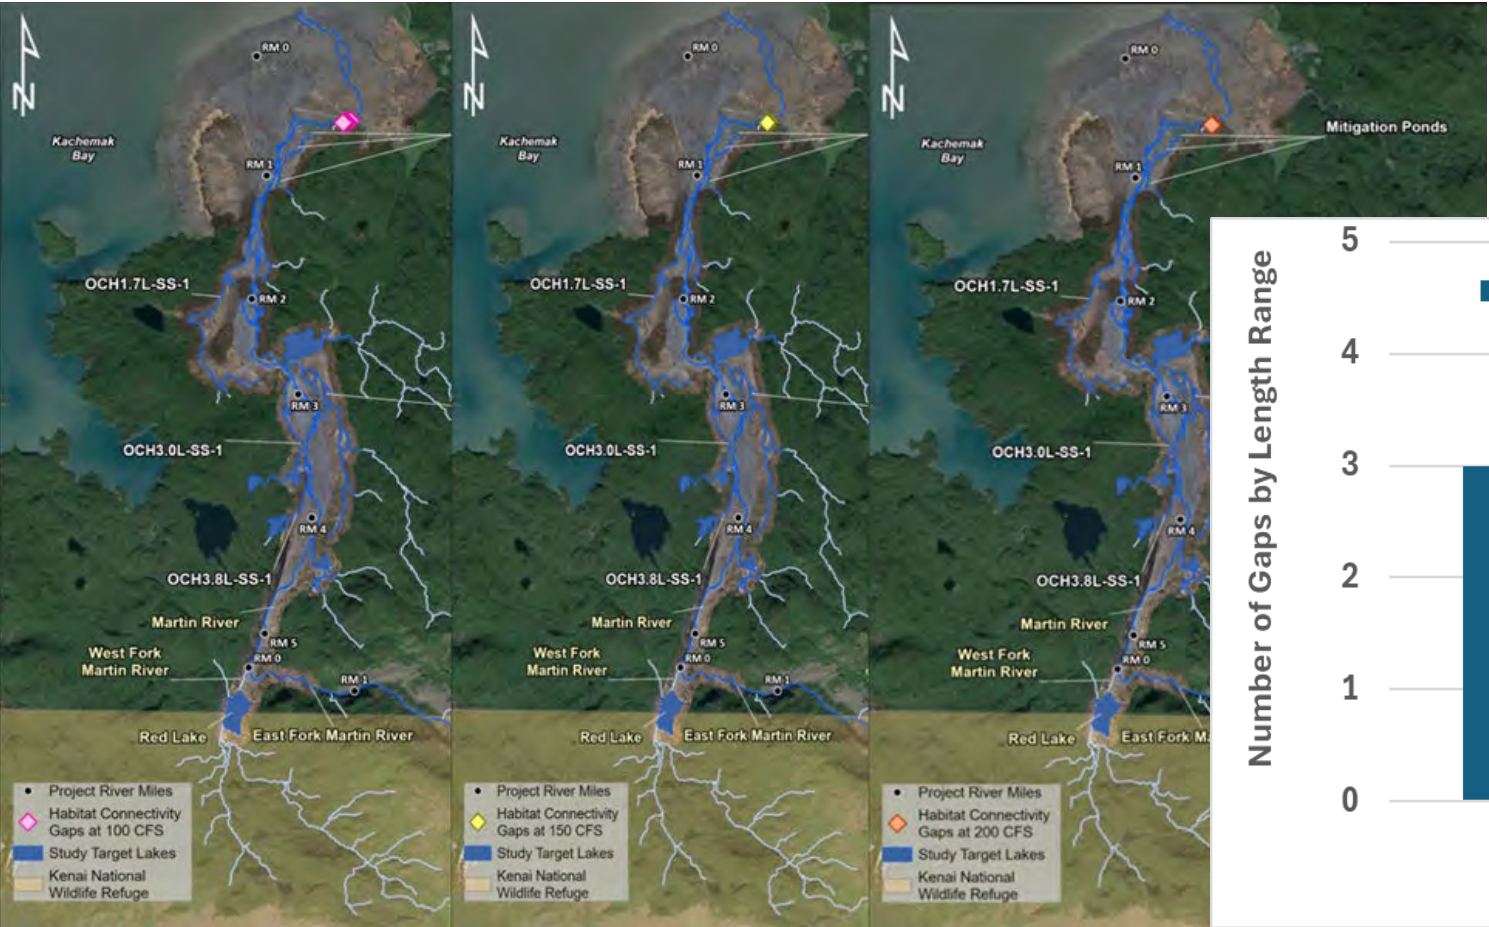 N
RM 0
Kachemak
Bay
RM 1
OCH1.7L-SS-1
RM 2
RM 3
OCH3.0L-SS-1
RM 4
OCH3.8L-SS-1
Martin River
RM 5
West Fork
Martin River
RM 0
RM 1
Red Lake
East Fork Martin River
Project River Miles
Habitat Connectivity
Gaps at 100 CFS
Study Target Lakes
Kenai National
Wildlife Refuge
N
RM 0
Kachemak
Bay
RM 1
OCH1.7L-SS-1
RM 2
RM 3
OCH3.0L-SS-1
RM 4
OCH3.8L-SS-1
Martin River
RM 5
West Fork
Martin River
RM 0
RM 1
Red Lake
East Fork Martin River
Project River Miles
Habitat Connectivity
Gaps at 150 CFS
Study Target Lakes
Kenai National
Wildlife Refuge
N
RM 0
Mitigation Ponds
Kachemak
Bay
RM 1
OCH1.7L-SS-1
RM 2
RM 3
OCH3.0L-SS-1
RM 4
OCH3.8L-SS-1
Martin River
RM 5
West Fork
Martin River
RM 0
Red Lake
East Fork Ma
Project River Miles
Habitat Connectivity
Gaps at 200 CFS
Study Target Lakes
Kenai National
Wildlife Refuge
Number of Gaps by Length Range
5
4
3
2
1
0